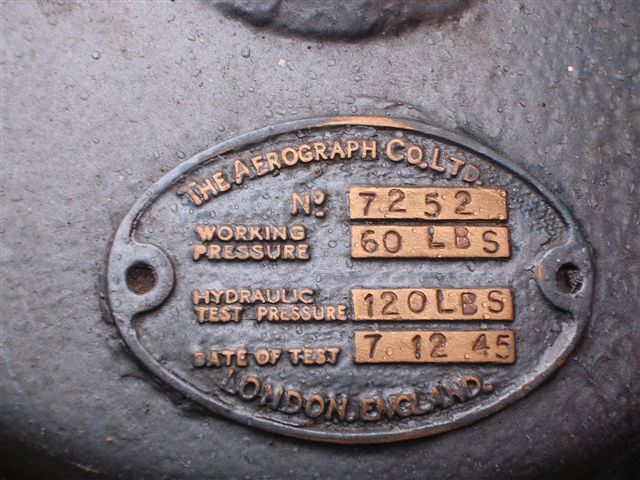 THE AEROGRAPH CO. LTD.
Nº 7252
WORKING PRESSURE 60 LBS
HYDRAULIC TEST PRESSURE 120 LBS
DATE OF TEST 7 12 45
LONDON, ENGLAND.